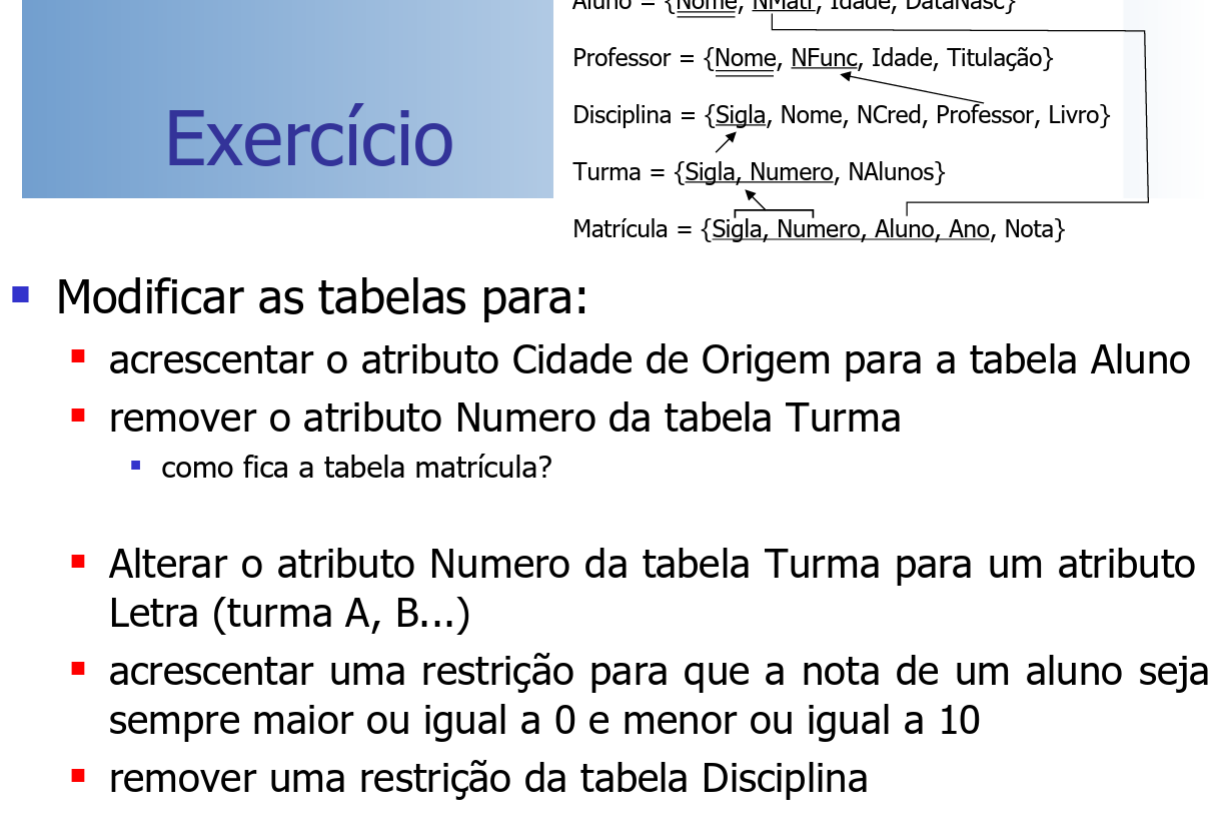 Aluno = {Nome, NMatr, Idade, DataNasc}
Professor = {Nome, NFunc, Idade, Titulação}
Disciplina = {Sigla, Nome, NCred, Professor, Livro}
Turma = {Sigla, Numero, NAlunos}
Matrícula = {Sigla, Numero, Aluno, Ano, Nota}
Exercício
Modificar as tabelas para:
acrescentar o atributo Cidade de Origem para a tabela Aluno
remover o atributo Numero da tabela Turma
como fica a tabela matrícula?
Alterar o atributo Numero da tabela Turma para um atributo
Letra (turma A, B...)
acrescentar uma restrição para que a nota de um aluno seja
sempre maior ou igual a 0 e menor ou igual a 10
remover uma restrição da tabela Disciplina